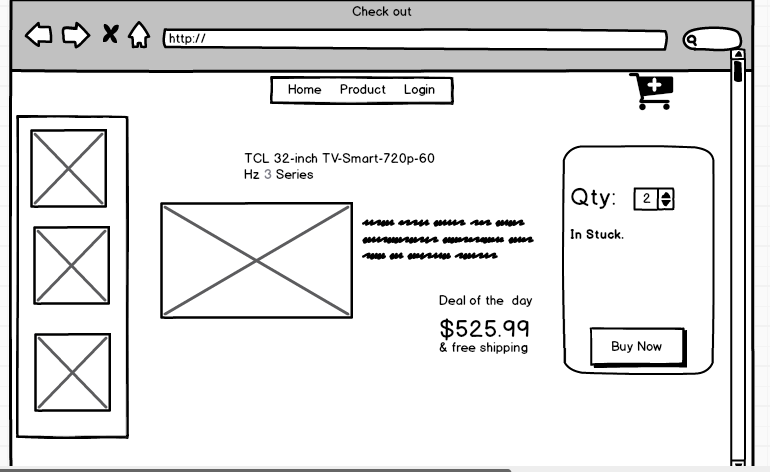 Check out
http://
Home Product Login
TCL 32-inch TV-Smart-720p-60
Hz 3 Series
Qty: 2
In Stuck.
Deal of the day
$525.99
& free shipping
Buy Now